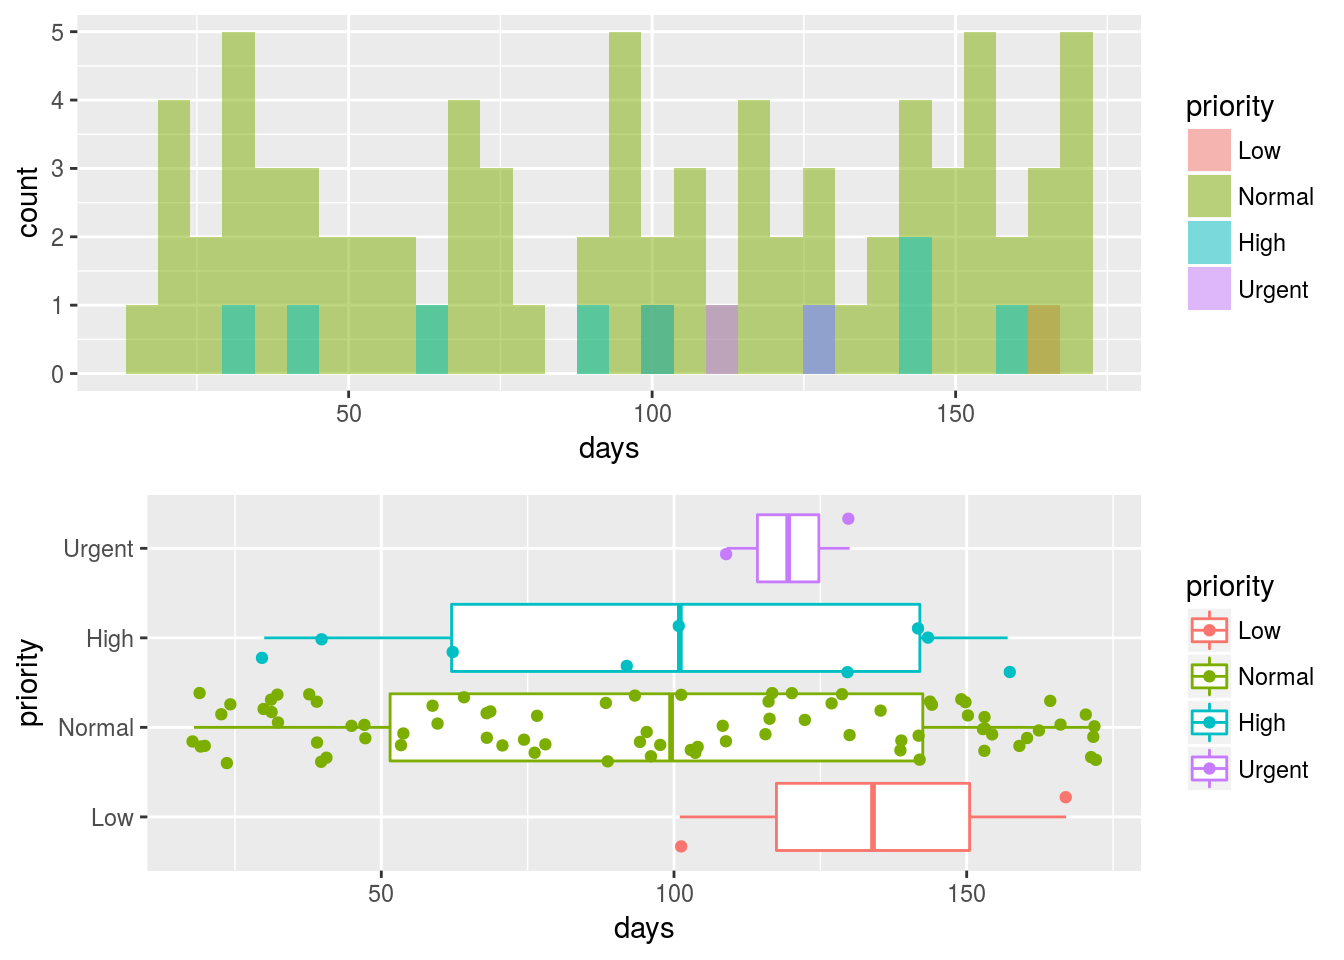 5
4
3
2
1
0
count
50
100
150
days
priority
Low
Normal
High
Urgent
Urgent
High
Normal
Low
priority
50
100
150
days
priority
Low
Normal
High
Urgent